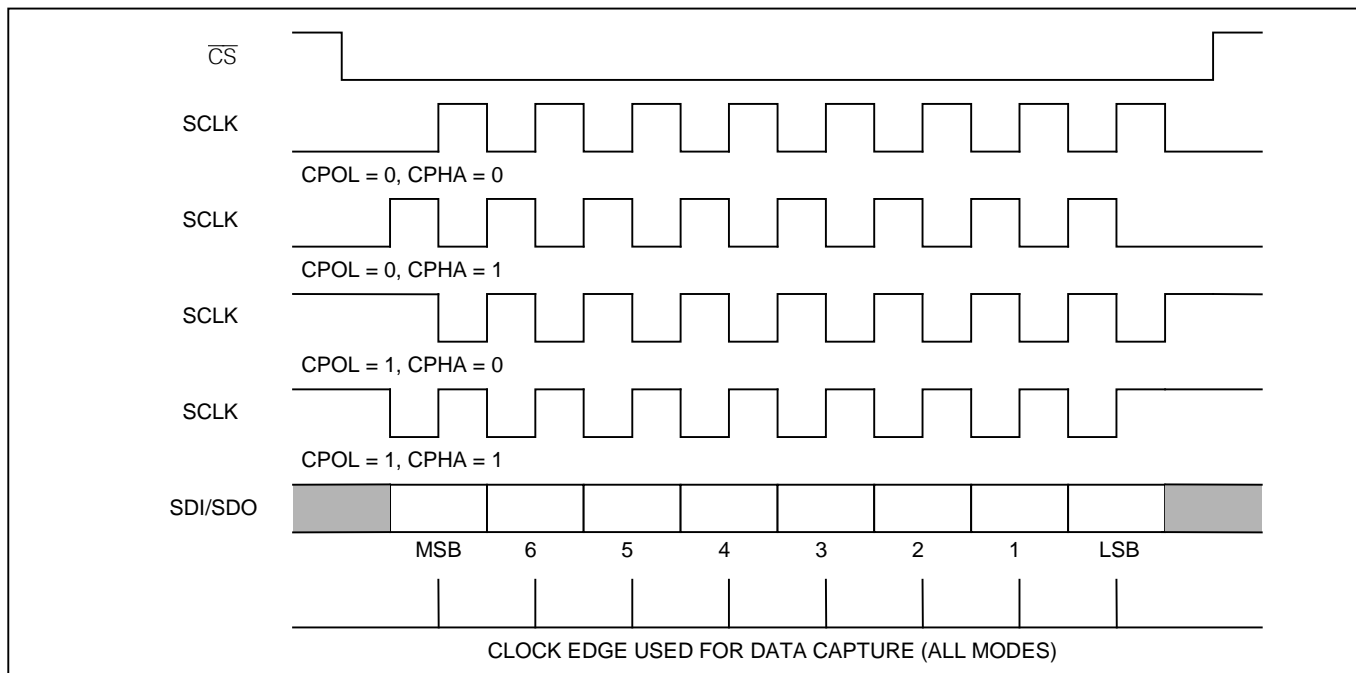 C̅S̅
SCLK
CPOL = 0, CPHA = 0
SCLK
CPOL = 0, CPHA = 1
SCLK
CPOL = 1, CPHA = 0
SCLK
CPOL = 1, CPHA = 1
SDI/SDO
MSB 6 5 4 3 2 1 LSB
CLOCK EDGE USED FOR DATA CAPTURE (ALL MODES)